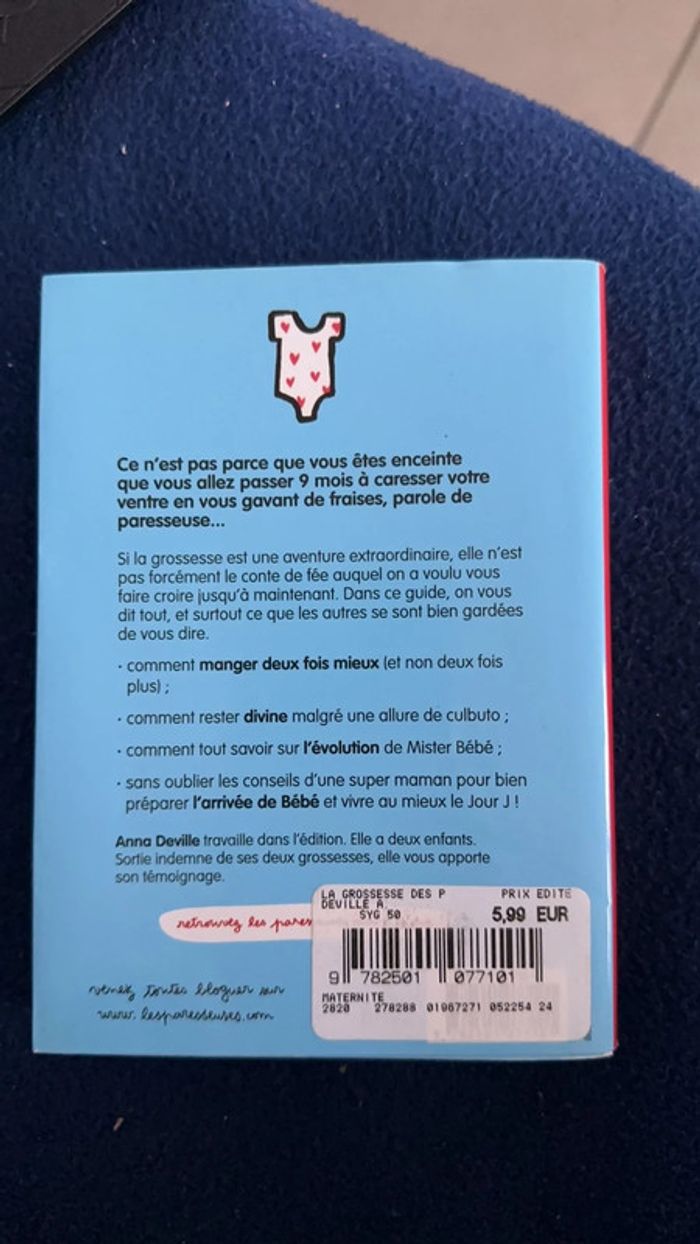 Ce n'est pas parce que vous êtes enceinte
que vous allez passer 9 mois à caresser votre
ventre en vous gavant de fraises, parole de
paresseuse...
Si la grossesse est une aventure extraordinaire, elle n'est
pas forcément le conte de fée auquel on a voulu vous
faire croire jusqu'à maintenant. Dans ce guide, on vous
dit tout, et surtout ce que les autres se sont bien gardées
de vous dire.
· comment manger deux fois mieux (et non deux fois
plus) ;
· comment rester divine malgré une allure de culbuto ;
· comment tout savoir sur l'évolution de Mister Bébé ;
· sans oublier les conseils d'une super maman pour bien
préparer l'arrivée de Bébé et vivre au mieux le Jour J !
Anna Deville travaille dans l'édition. Elle a deux enfants.
Sortie indemne de ses deux grossesses, elle vous apporte
son témoignage.
retrouvez les pares
venez toutes bloguer sur
www.lesparesseuses.com
LA GROSSESSE DES P PRIX EDITE
DEVILLE A.
SYG 50 5,99 EUR
9 782501 077101
MATERNITE
2820 278288 01967271 052254 24